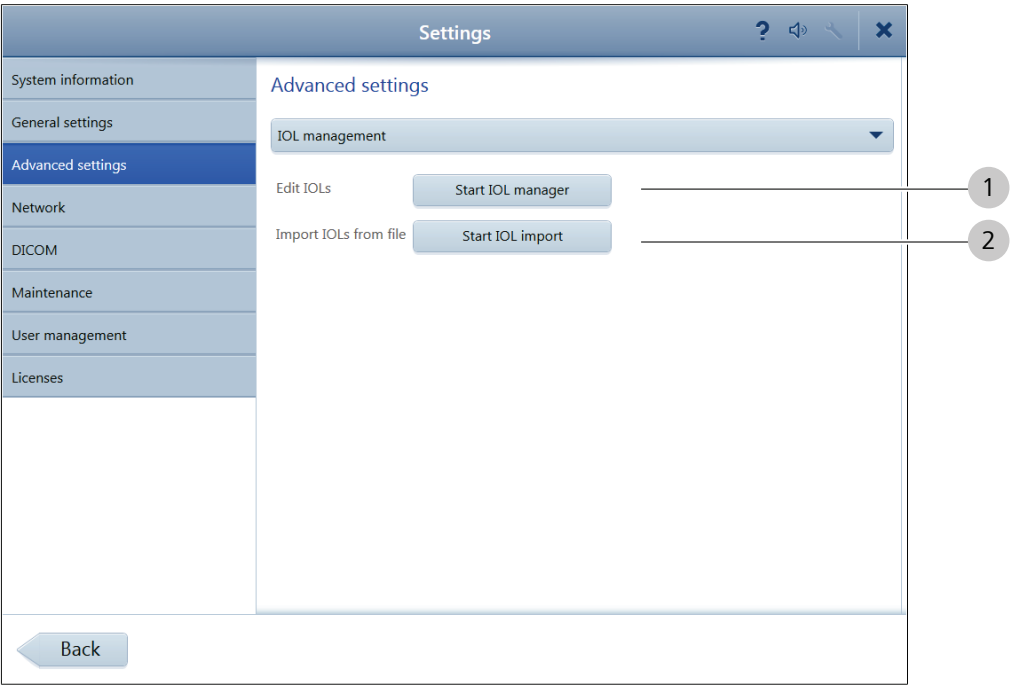 Settings
?
System information
General settings
Advanced settings
Network
DICOM
Maintenance
User management
Licenses
Advanced settings
IOL management
Edit IOLs
Start IOL manager
1
Import IOLs from file
Start IOL import
2
Back